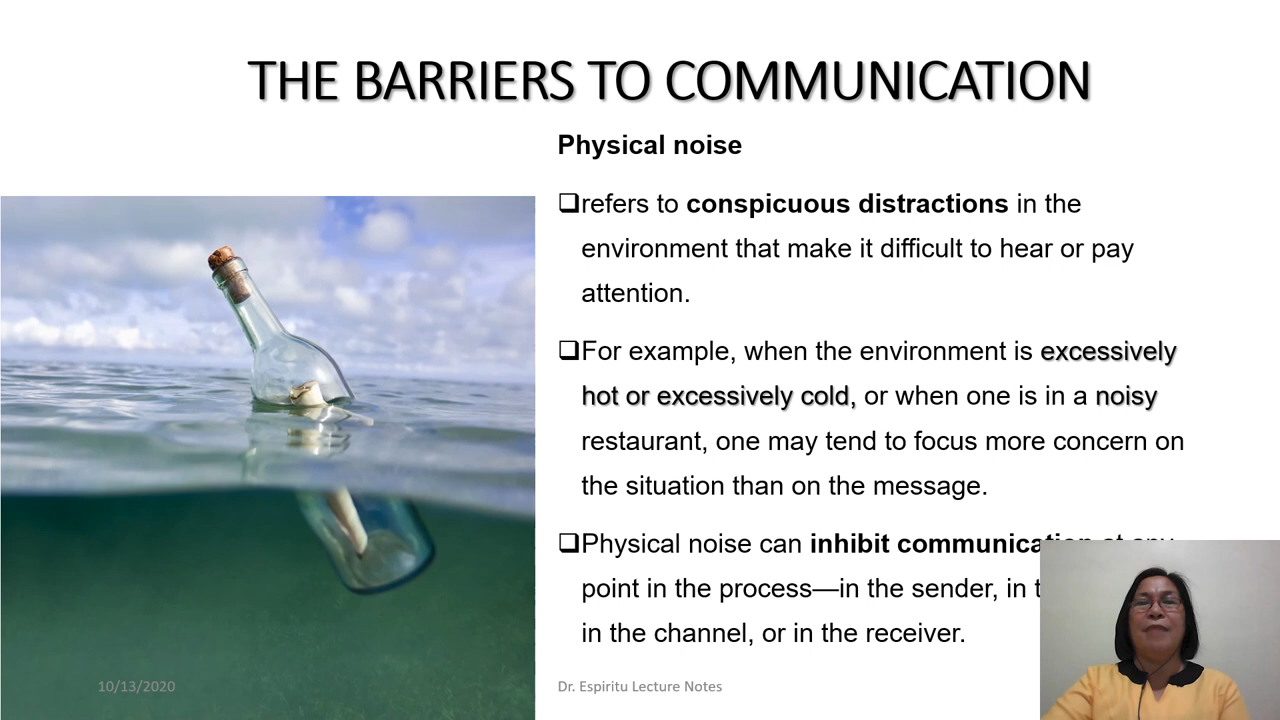 THE BARRIERS TO COMMUNICATION
Physical noise
❑refers to conspicuous distractions in the
environment that make it difficult to hear or pay
attention.
❑For example, when the environment is excessively
hot or excessively cold, or when one is in a noisy
restaurant, one may tend to focus more concern on
the situation than on the message.
❑Physical noise can inhibit communication at any
point in the process—in the sender, in
in the channel, or in the receiver.
10/13/2020
Dr. Espiritu Lecture Notes